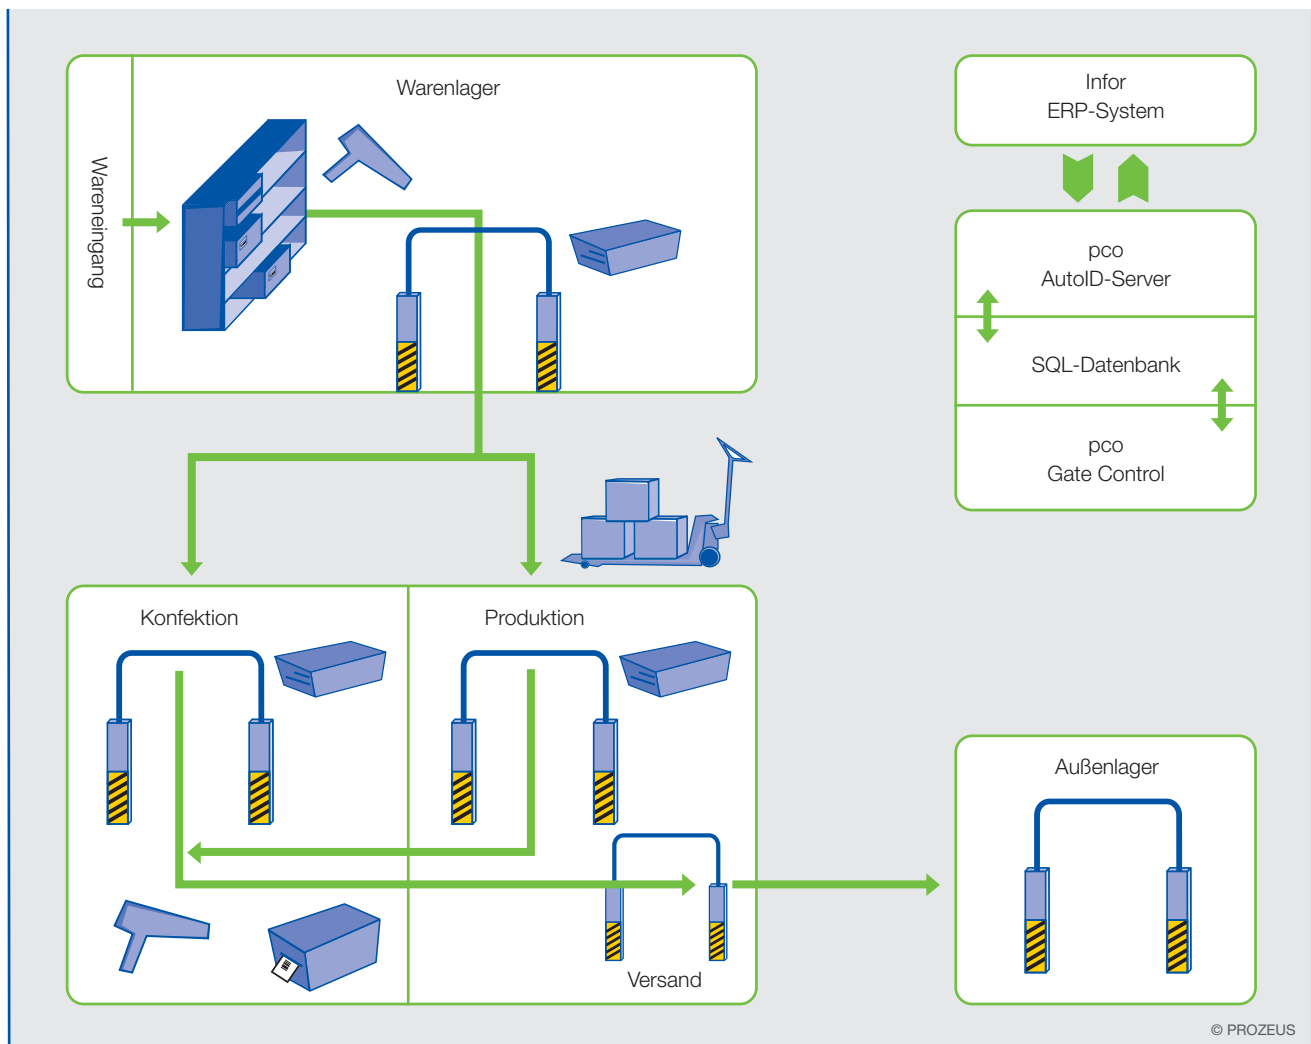 Warenlager
Wareneingang
Infor
ERP-System
pco
AutoID-Server
SQL-Datenbank
pco
Gate Control
Konfektion
Produktion
Versand
Außenlager
© PROZEUS